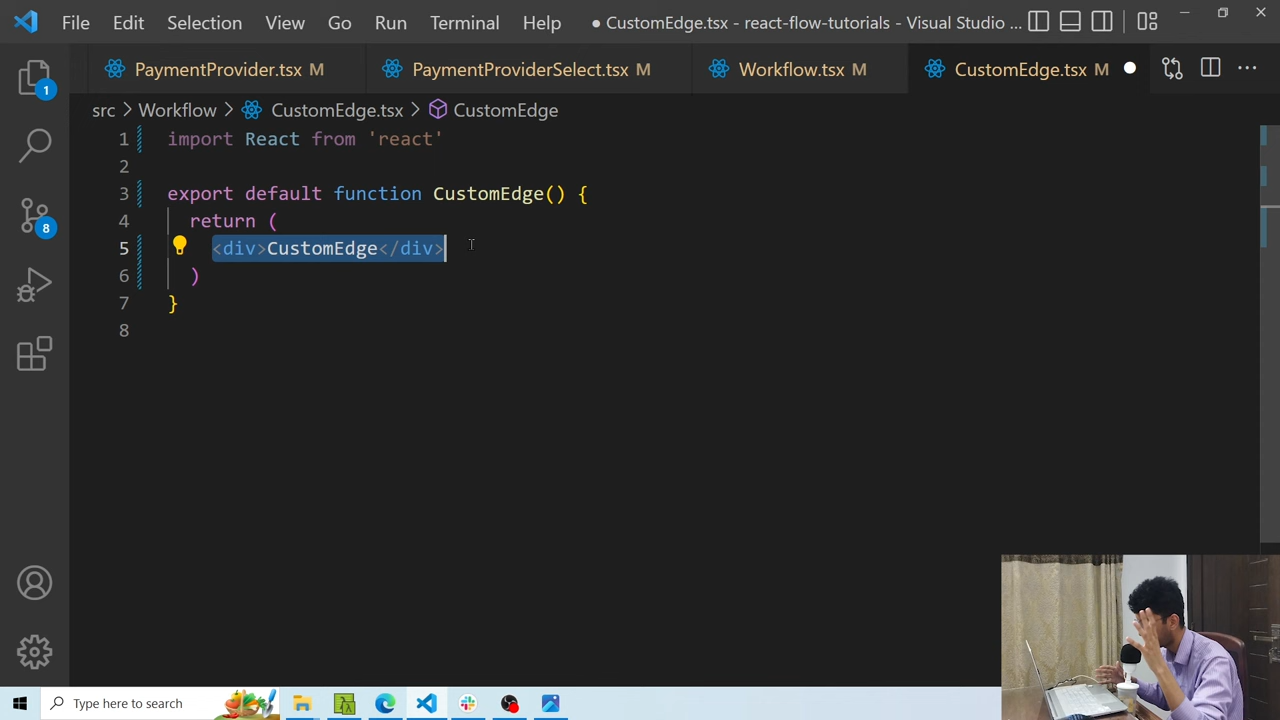 File Edit Selection View Go Run Terminal Help ● CustomEdge.tsx - react-flow-tutorials - Visual Studio ...
PaymentProvider.tsx M PaymentProviderSelect.tsx M Workflow.tsx M CustomEdge.tsx M
src > Workflow > CustomEdge.tsx > CustomEdge
1 import React from 'react'
2
3 export default function CustomEdge() {
4 return (
5 <div>CustomEdge</div>
6 )
7 }
8
1
8
Type here to search